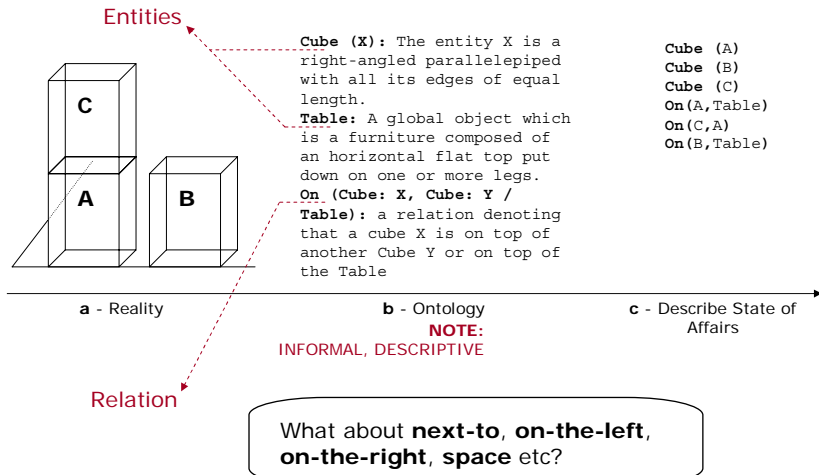 Entities
Cube (X): The entity X is a
right-angled parallelepiped
with all its edges of equal
length.
Table: A global object which
is a furniture composed of
an horizontal flat top put
down on one or more legs.
On (Cube: X, Cube: Y /
Table): a relation denoting
that a cube X is on top of
another Cube Y or on top of
the Table
Cube (A)
Cube (B)
Cube (C)
On(A,Table)
On(C,A)
On(B,Table)
C
A
B
a - Reality
b - Ontology
NOTE:
INFORMAL, DESCRIPTIVE
c - Describe State of
Affairs
Relation
What about next-to, on-the-left,
on-the-right, space etc?